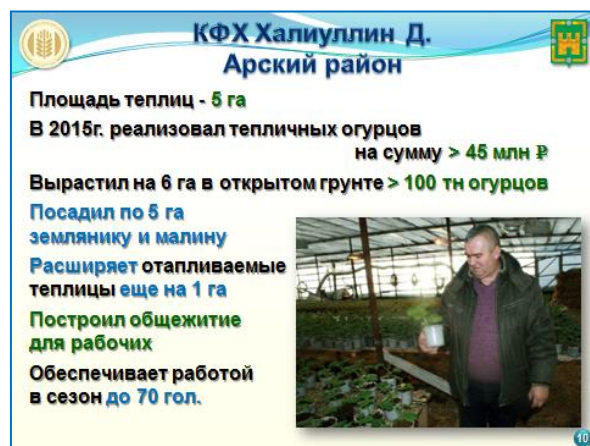 КФХ Халиуллин Д.
Арский район
Площадь теплиц - 5 га
В 2015г. реализовал тепличных огурцов
на сумму > 45 млн ₽
Вырастил на 6 га в открытом грунте > 100 тн огурцов
Посадил по 5 га
землянику и малину
Расширяет отапливаемые
теплицы еще на 1 га
Построил общежитие
для рабочих
Обеспечивает работой
в сезон до 70 гол.
10